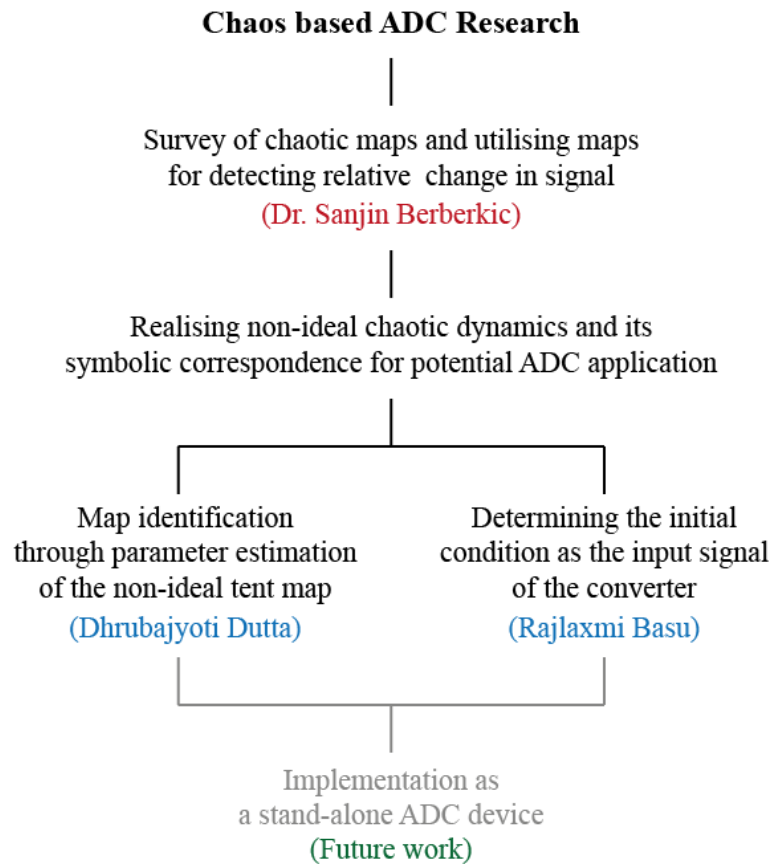 Chaos based ADC Research
Survey of chaotic maps and utilising maps
for detecting relative change in signal
(Dr. Sanjin Berberkic)
Realising non-ideal chaotic dynamics and its
symbolic correspondence for potential ADC application
Map identification
through parameter estimation
of the non-ideal tent map
(Dhrubajyoti Dutta)
Determining the initial
condition as the input signal
of the converter
(Rajlaxmi Basu)
Implementation as
a stand-alone ADC device
(Future work)